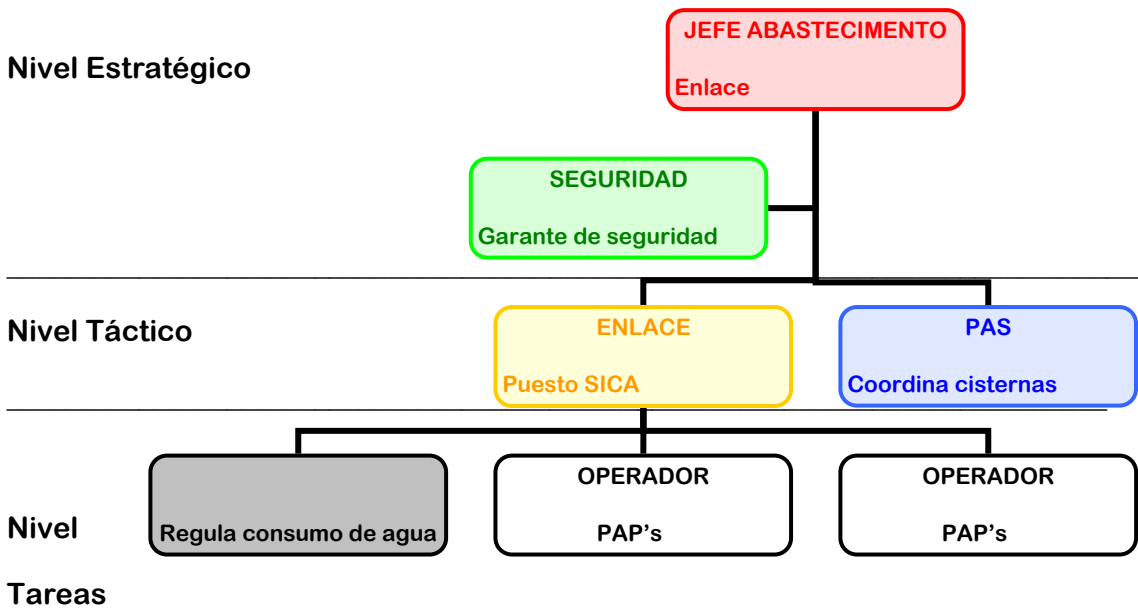 JEFE ABASTECIMENTO
Nivel Estratégico
Enlace
SEGURIDAD
Garante de seguridad
Nivel Táctico
ENLACE
PAS
Puesto SICA
Coordina cisternas
OPERADOR
OPERADOR
Nivel
Regula consumo de agua
PAP's
PAP's
Tareas